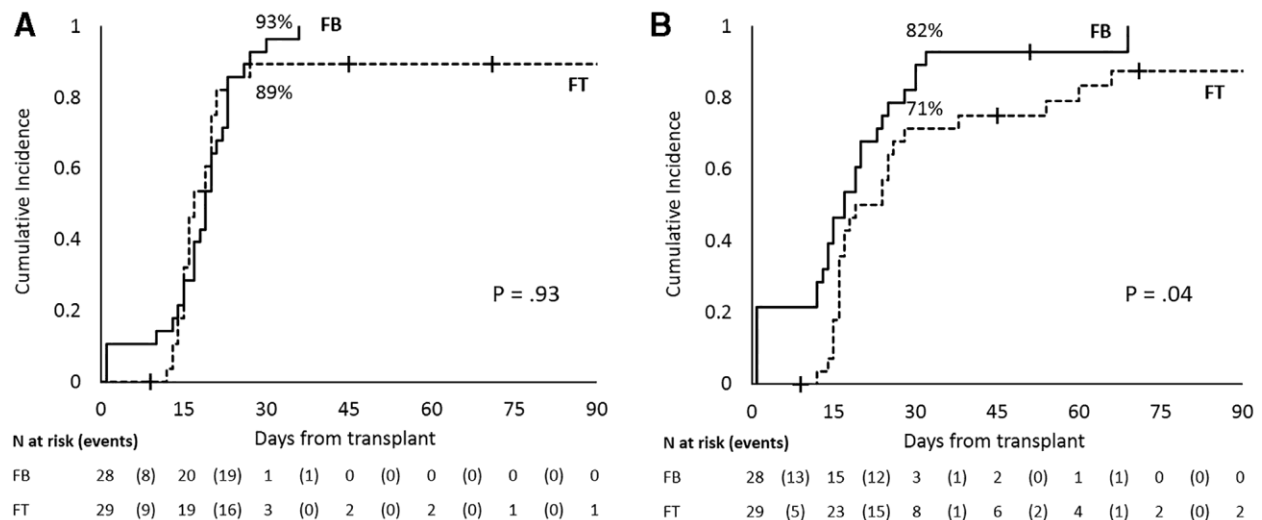 A
B
93%
FB
89%
FT
82%
FB
71%
FT
1
0.8
0.6
0.4
0.2
0
Cumulative Incidence
P = .93
0 15 30 45 60 75 90
Days from transplant
1
0.8
0.6
0.4
0.2
0
Cumulative Incidence
P = .04
0 15 30 45 60 75 90
Days from transplant
N at risk (events)
FB 28 (8) 20 (19) 1 (1) 0 (0) 0 (0) 0 (0) 0
FT 29 (9) 19 (16) 3 (0) 2 (0) 2 (0) 1 (0) 1
N at risk (events)
FB 28 (13) 15 (12) 3 (1) 2 (0) 1 (1) 0 (0) 0
FT 29 (5) 23 (15) 8 (1) 6 (2) 4 (1) 2 (0) 2